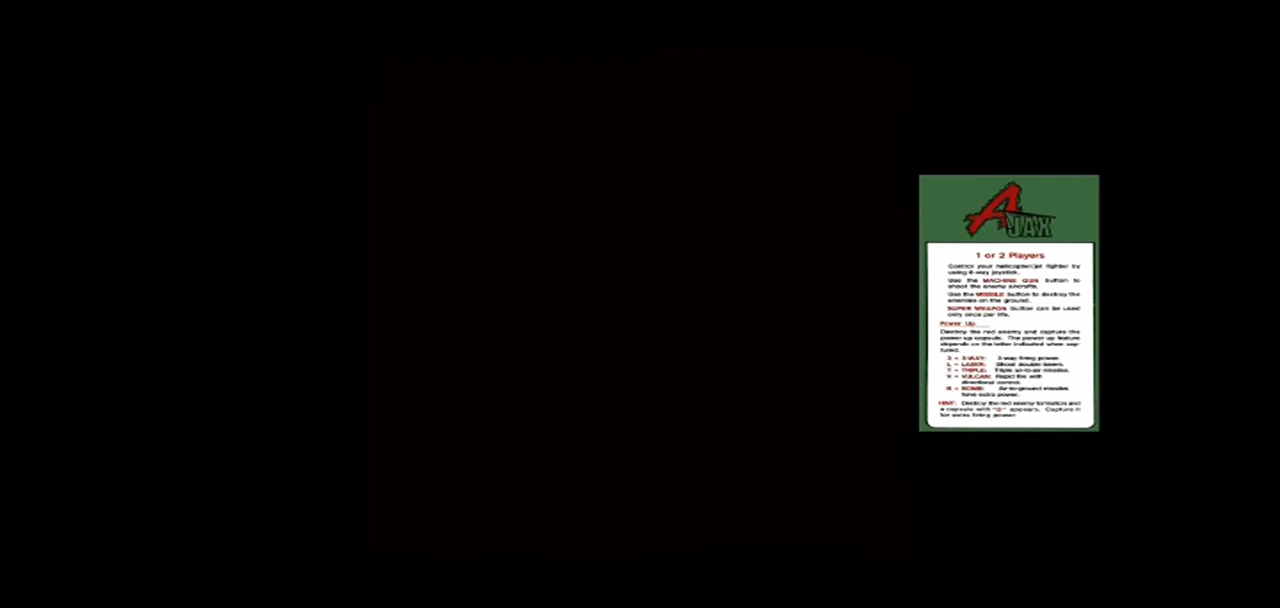 AJAX
1 or 2 Players
Control your helicopter/jet fighter by
using 8-way joystick.
Use the MACHINE GUN button to
shoot the enemy aircrafts.
Use the MISSILE button to destroy the
enemies on the ground.
SUPER WEAPON button can be used
only once per life.
Power Up:
Destroy the red enemy and capture the
power-up capsule. The power-up feature
depends on the letter indicated when cap-
tured.
3 = 3-WAY: 3-way firing power.
L = LASER: Shoot double lasers.
T = TRIPLE: Triple air-to-air missiles.
V = VULCAN: Rapid fire with
directional control.
B = BOMB: Air-to-ground missiles
have extra power.
HINT: Destroy the red enemy formation and
a capsule with "O" appears. Capture it
for extra firing power.